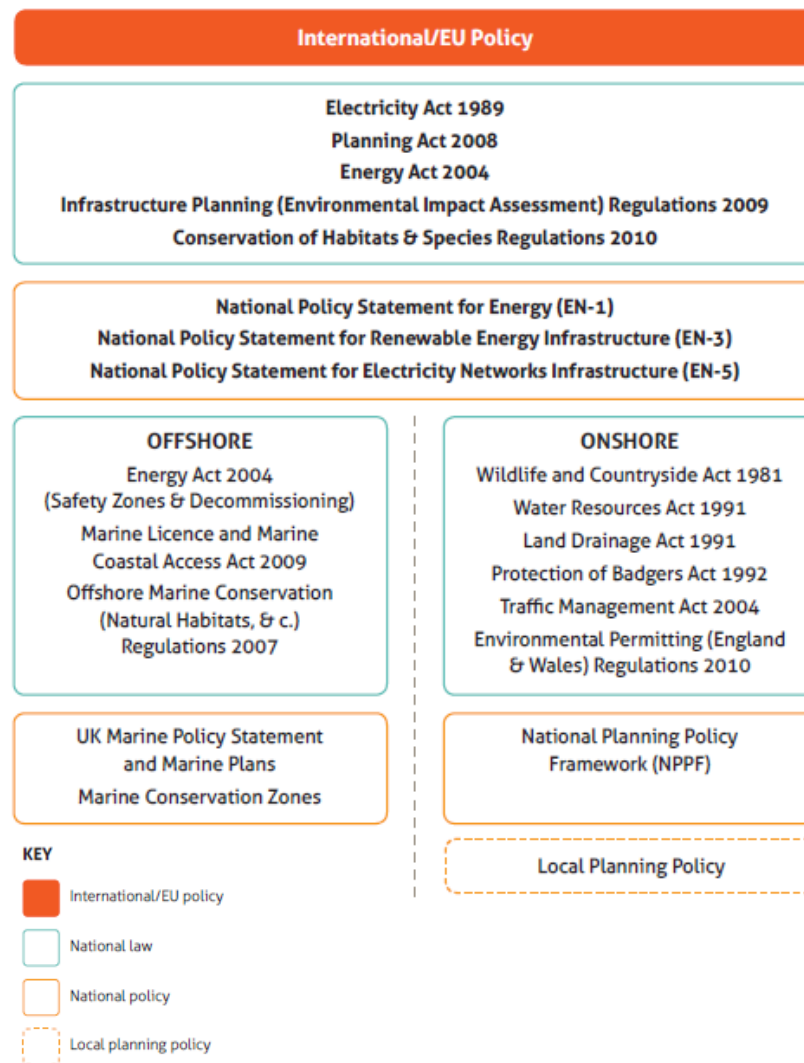 International/EU Policy
Electricity Act 1989
Planning Act 2008
Energy Act 2004
Infrastructure Planning (Environmental Impact Assessment) Regulations 2009
Conservation of Habitats & Species Regulations 2010
National Policy Statement for Energy (EN-1)
National Policy Statement for Renewable Energy Infrastructure (EN-3)
National Policy Statement for Electricity Networks Infrastructure (EN-5)
OFFSHORE
Energy Act 2004
(Safety Zones & Decommissioning)
Marine Licence and Marine
Coastal Access Act 2009
Offshore Marine Conservation
(Natural Habitats, & c.)
Regulations 2007
ONSHORE
Wildlife and Countryside Act 1981
Water Resources Act 1991
Land Drainage Act 1991
Protection of Badgers Act 1992
Traffic Management Act 2004
Environmental Permitting (England
& Wales) Regulations 2010
UK Marine Policy Statement
and Marine Plans
Marine Conservation Zones
National Planning Policy
Framework (NPPF)
Local Planning Policy
KEY
International/EU policy
National law
National policy
Local planning policy